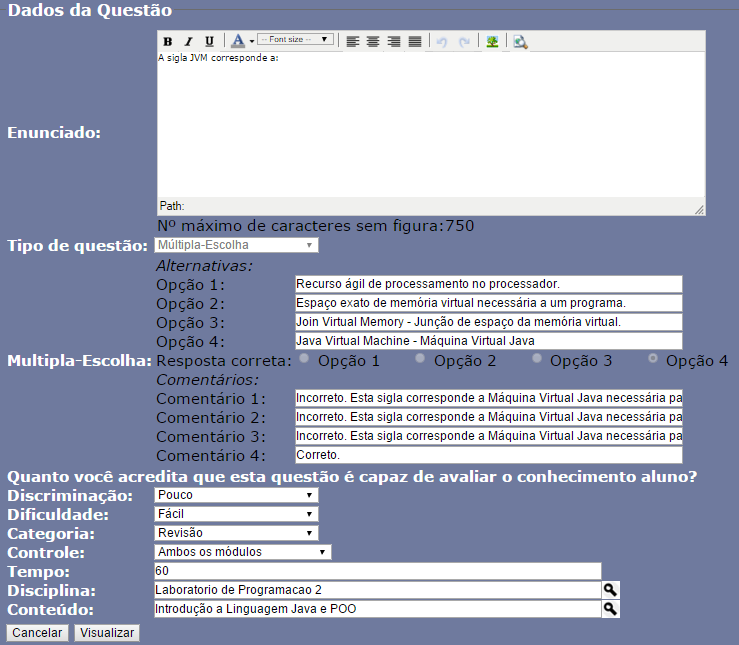 Dados da Questão
B I U A -- Font size --
A sigla JVM corresponde a:
Enunciado:
Path:
Nº máximo de caracteres sem figura:750
Tipo de questão: Múltipla-Escolha
Alternativas:
Opção 1: Recurso ágil de processamento no processador.
Opção 2: Espaço exato de memória virtual necessária a um programa.
Opção 3: Join Virtual Memory - Junção de espaço da memória virtual.
Opção 4: Java Virtual Machine - Máquina Virtual Java
Multipla-Escolha: Resposta correta: Opção 1 Opção 2 Opção 3 Opção 4
Comentários:
Comentário 1: Incorreto. Esta sigla corresponde a Máquina Virtual Java necessária pa
Comentário 2: Incorreto. Esta sigla corresponde a Máquina Virtual Java necessária pa
Comentário 3: Incorreto. Esta sigla corresponde a Máquina Virtual Java necessária pa
Comentário 4: Correto.
Quanto você acredita que esta questão é capaz de avaliar o conhecimento aluno?
Discriminação: Pouco
Dificuldade: Fácil
Categoria: Revisão
Controle: Ambos os módulos
Tempo: 60
Disciplina: Laboratorio de Programacao 2
Conteúdo: Introdução a Linguagem Java e POO
Cancelar Visualizar